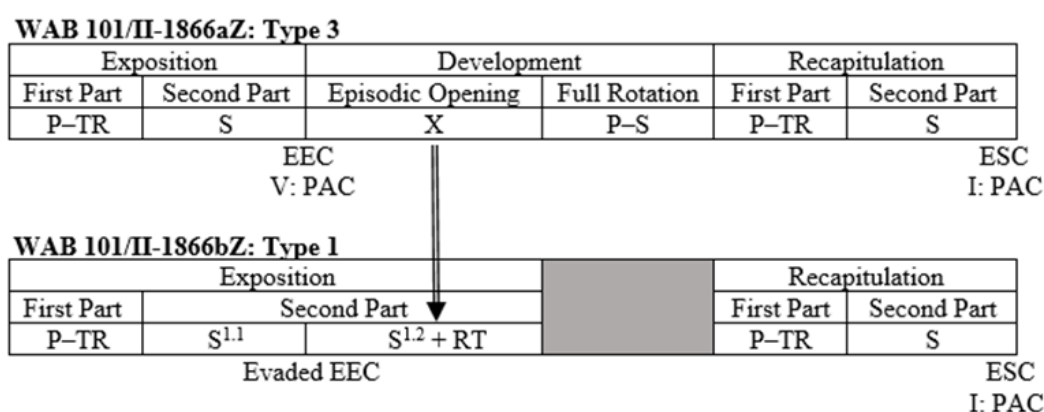 WAB 101/II-1866aZ: Type 3
Exposition Development Recapitulation
First Part Second Part Episodic Opening Full Rotation First Part Second Part
P–TR S X P–S P–TR S
EEC ESC
V: PAC I: PAC
WAB 101/II-1866bZ: Type 1
Exposition Recapitulation
First Part Second Part First Part Second Part
P–TR S¹·¹ S¹·² + RT P–TR S
Evaded EEC ESC
I: PAC